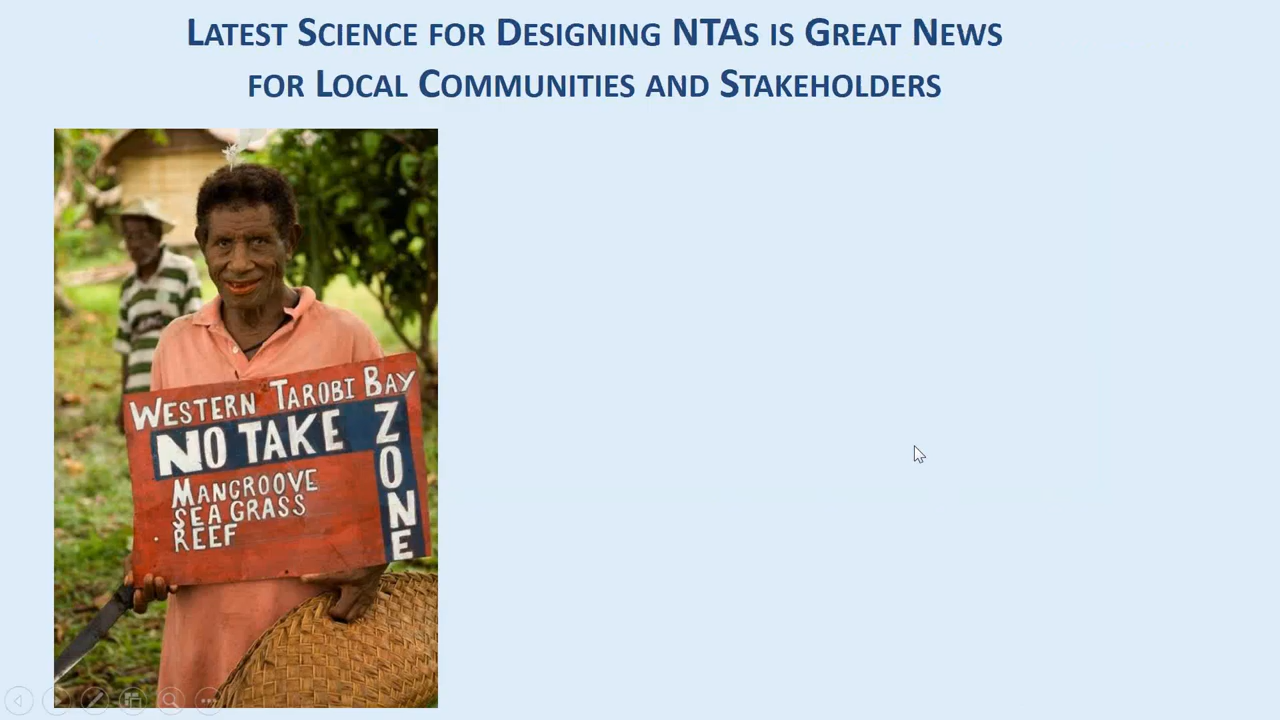 Latest Science for Designing NTAs is Great News
for Local Communities and Stakeholders
Western Tarobi Bay
NO TAKE
ZONE
MANGROOVE
SEA GRASS
REEF